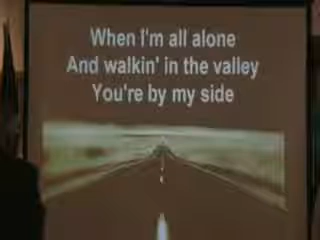 When I'm all alone
And walkin' in the valley
You're by my side